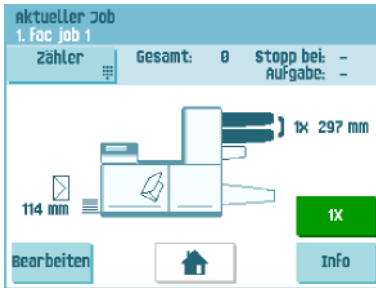 Aktueller Job
1. Fac job 1
Zähler
Gesamt: 0
Stopp bei: -
Aufgabe: -
1x 297 mm
114 mm
1X
Bearbeiten
Info